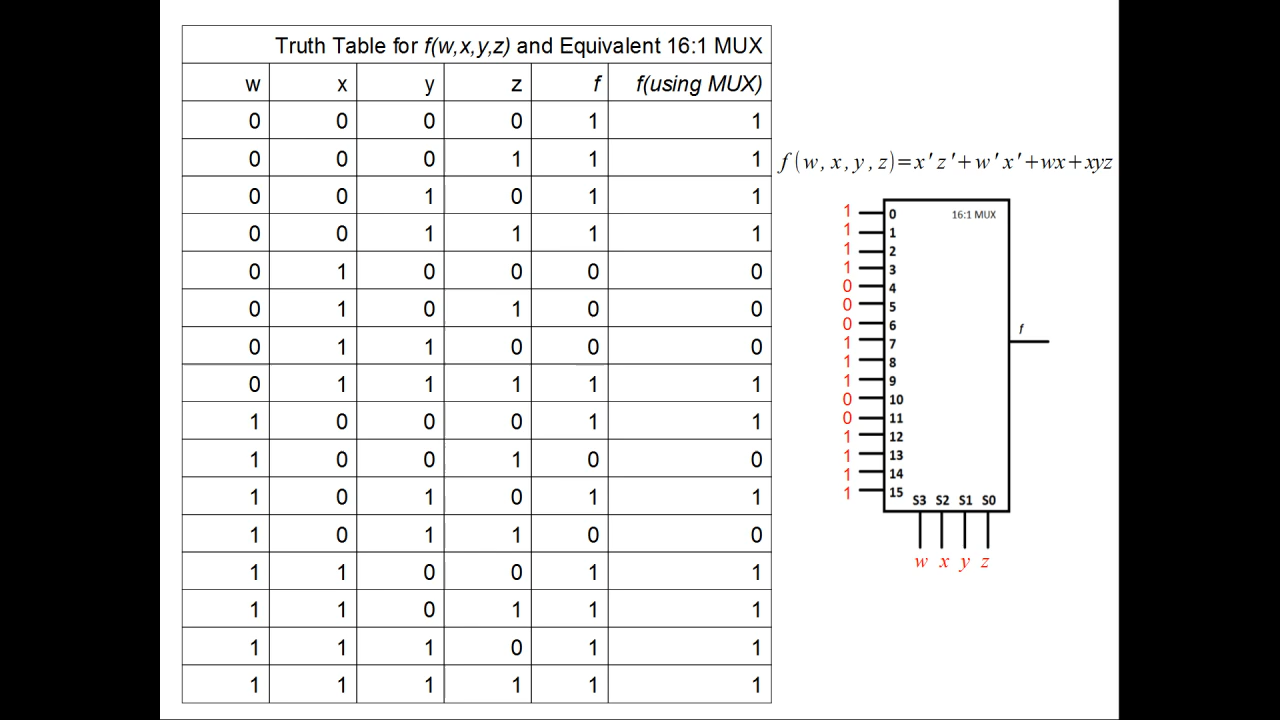 Truth Table for f(w,x,y,z) and Equivalent 16:1 MUX
w x y z f f(using MUX)
0 0 0 0 1 1
0 0 0 1 1 1
0 0 1 0 1 1
0 0 1 1 1 1
0 1 0 0 0 0
0 1 0 1 0 0
0 1 1 0 0 0
0 1 1 1 1 1
1 0 0 0 1 1
1 0 0 1 0 0
1 0 1 0 1 1
1 0 1 1 0 0
1 1 0 0 1 1
1 1 0 1 1 1
1 1 1 0 1 1
1 1 1 1 1 1
f(w,x,y,z)=x'z'+w'x'+wx+xyz
16:1 MUX
1 0
1 1
1 2
1 3
0 4
0 5
0 6
1 7
1 8
1 9
0 10
0 11
1 12
1 13
1 14
1 15
f
S3 S2 S1 S0
w x y z